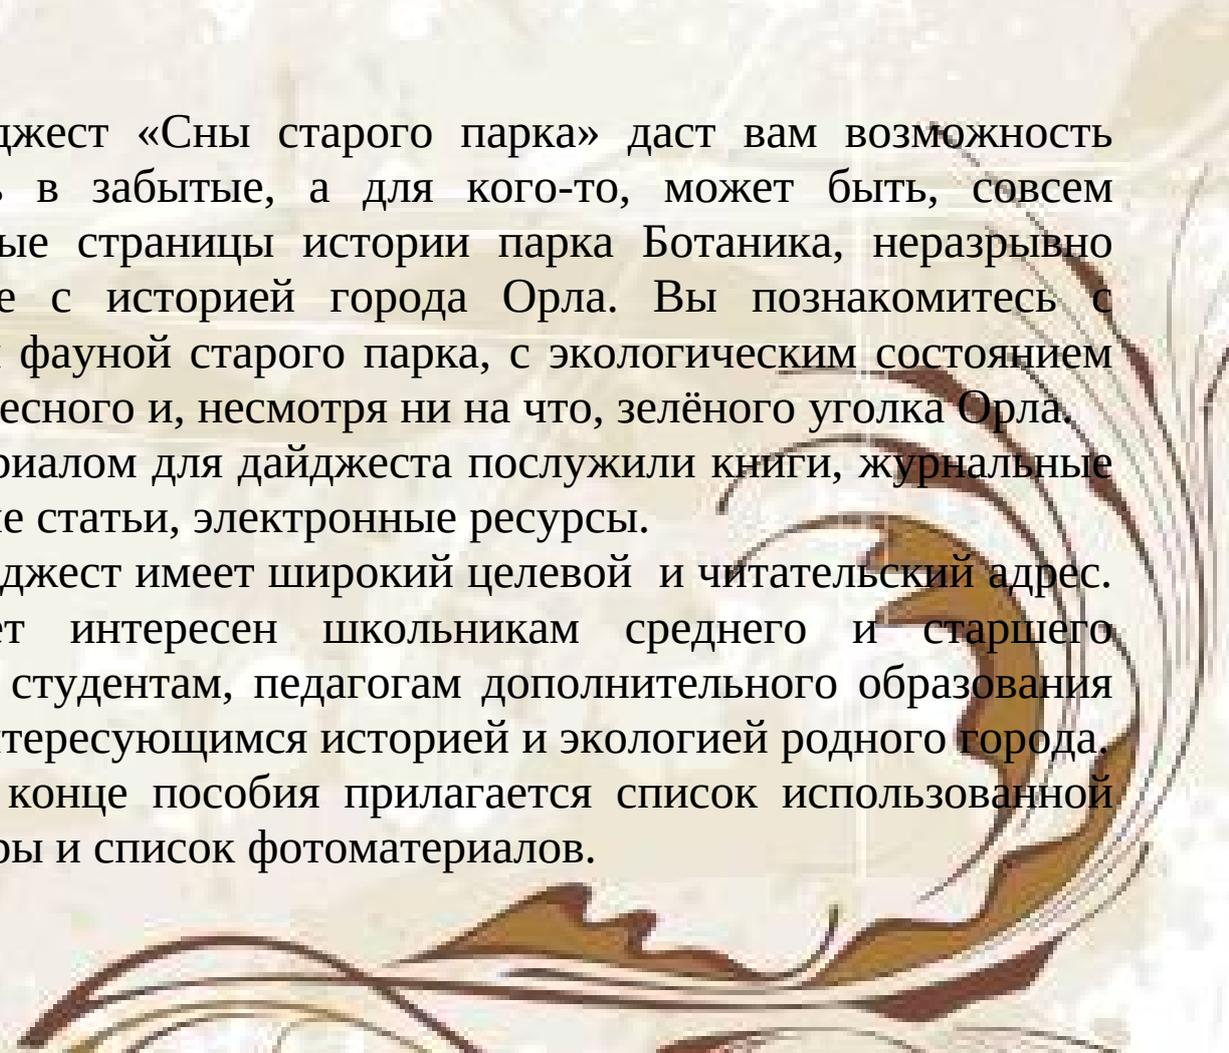 джест «Сны старого парка» даст вам возможность
ь в забытые, а для кого-то, может быть, совсем
ые страницы истории парка Ботаника, неразрывно
е с историей города Орла. Вы познакомитесь с
фауной старого парка, с экологическим состоянием
есного и, несмотря ни на что, зелёного уголка Орла.
риалом для дайджеста послужили книги, журнальные
е статьи, электронные ресурсы.
джест имеет широкий целевой и читательский адрес.
ет интересен школьникам среднего и старшего
студентам, педагогам дополнительного образования
тересующимся историей и экологией родного города.
конце пособия прилагается список использованной
ры и список фотоматериалов.